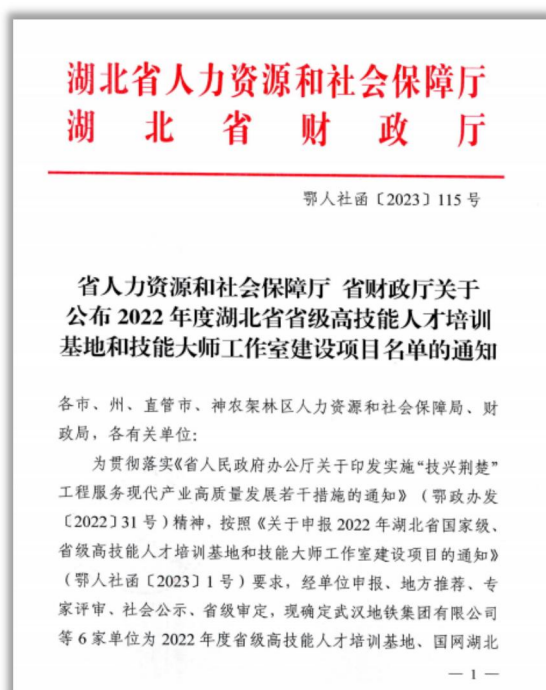 湖北省人力资源和社会保障厅
湖北省财政厅
鄂人社函〔2023〕115 号
省人力资源和社会保障厅 省财政厅关于
公布 2022 年度湖北省省级高技能人才培训
基地和技能大师工作室建设项目名单的通知
各市、州、直管市、神农架林区人力资源和社会保障局、财
政局，各有关单位：
为贯彻落实《省人民政府办公厅关于印发实施“技兴荆楚”
工程服务现代产业高质量发展若干措施的通知》（鄂政办发
〔2022〕31 号）精神，按照《关于申报 2022 年湖北省国家级、
省级高技能人才培训基地和技能大师工作室建设项目的通知》
（鄂人社函〔2023〕1 号）要求，经单位申报、地方推荐、专
家评审、社会公示、省级审定，现确定武汉地铁集团有限公司
等 6 家单位为 2022 年度省级高技能人才培训基地、国网湖北
— 1 —